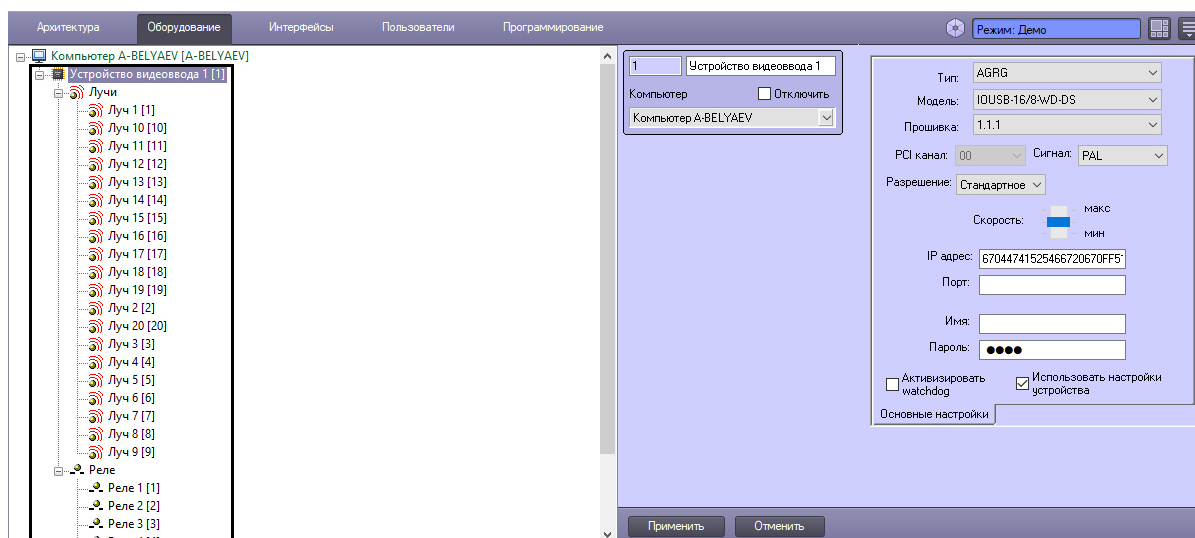 Архитектура Оборудование Интерфейсы Пользователи Программирование Режим: Демо
Компьютер A-BELYAEV [A-BELYAEV]
Устройство видеоввода 1 [1]
Лучи
Луч 1 [1]
Луч 10 [10]
Луч 11 [11]
Луч 12 [12]
Луч 13 [13]
Луч 14 [14]
Луч 15 [15]
Луч 16 [16]
Луч 17 [17]
Луч 18 [18]
Луч 19 [19]
Луч 2 [2]
Луч 20 [20]
Луч 3 [3]
Луч 4 [4]
Луч 5 [5]
Луч 6 [6]
Луч 7 [7]
Луч 8 [8]
Луч 9 [9]
Реле
Реле 1 [1]
Реле 2 [2]
Реле 3 [3]
1 Устройство видеоввода 1
Компьютер Отключить
Компьютер A-BELYAEV
Тип: AGRG
Модель: IOUSB-16/8-WD-DS
Прошивка: 1.1.1
PCI канал: 00 Сигнал: PAL
Разрешение: Стандартное
макс
Скорость:
мин
IP адрес: 67044741525466720670FF5
Порт:
Имя:
Пароль: ●●●●
Активизировать watchdog
Использовать настройки устройства
Основные настройки
Применить Отменить